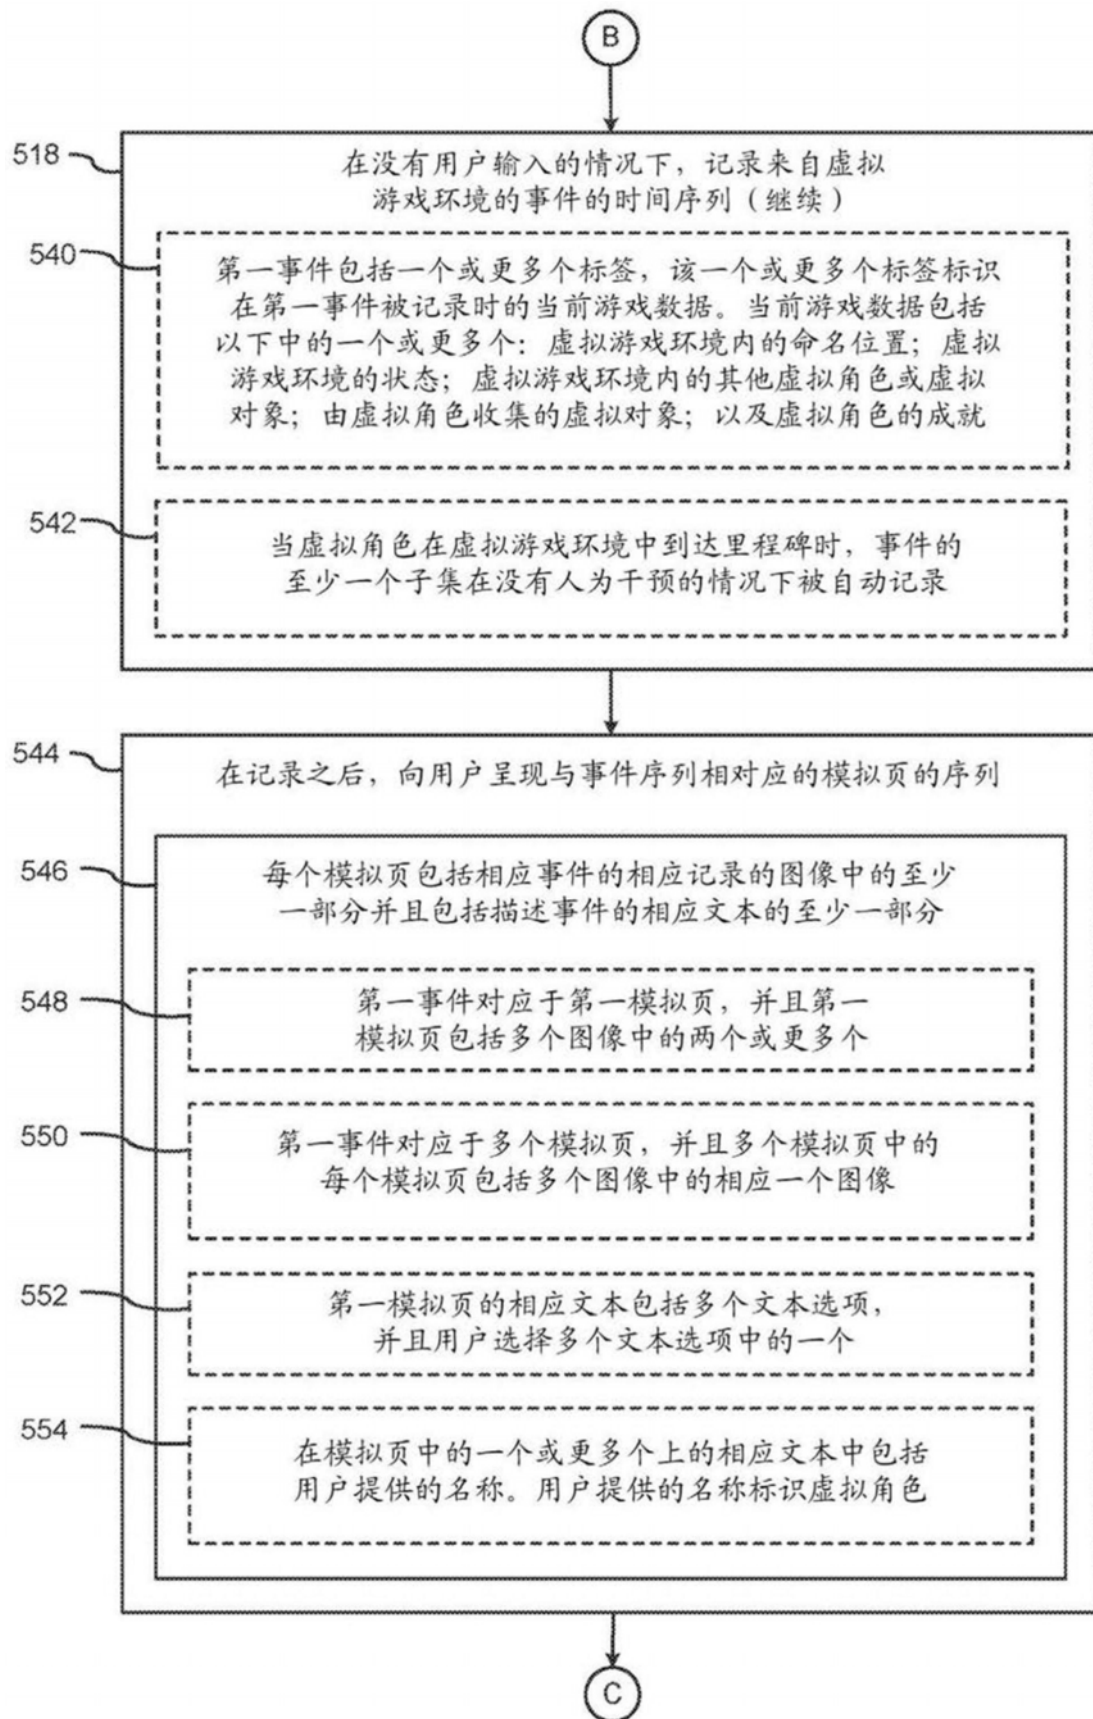 B
518
在没有用户输入的情况下，记录来自虚拟
游戏环境的事件的时间序列（继续）
540
第一事件包括一个或更多个标签，该一个或更多个标签标识
在第一事件被记录时的当前游戏数据。当前游戏数据包括
以下中的一个或更多个：虚拟游戏环境内的命名位置；虚拟
游戏环境的状态；虚拟游戏环境内的其他虚拟角色或虚拟
对象；由虚拟角色收集的虚拟对象；以及虚拟角色的成就
542
当虚拟角色在虚拟游戏环境中到达里程碑时，事件的
至少一个子集在没有人为干预的情况下被自动记录
544
在记录之后，向用户呈现与事件序列相对应的模拟页的序列
546
每个模拟页包括相应事件的相应记录的图像中的至少
一部分并且包括描述事件的相应文本的至少一部分
548
第一事件对应于第一模拟页，并且第一
模拟页包括多个图像中的两个或更多个
550
第一事件对应于多个模拟页，并且多个模拟页中的
每个模拟页包括多个图像中的相应一个图像
552
第一模拟页的相应文本包括多个文本选项，
并且用户选择多个文本选项中的一个
554
在模拟页中的一个或更多个上的相应文本中包括
用户提供的名称。用户提供的名称标识虚拟角色
C